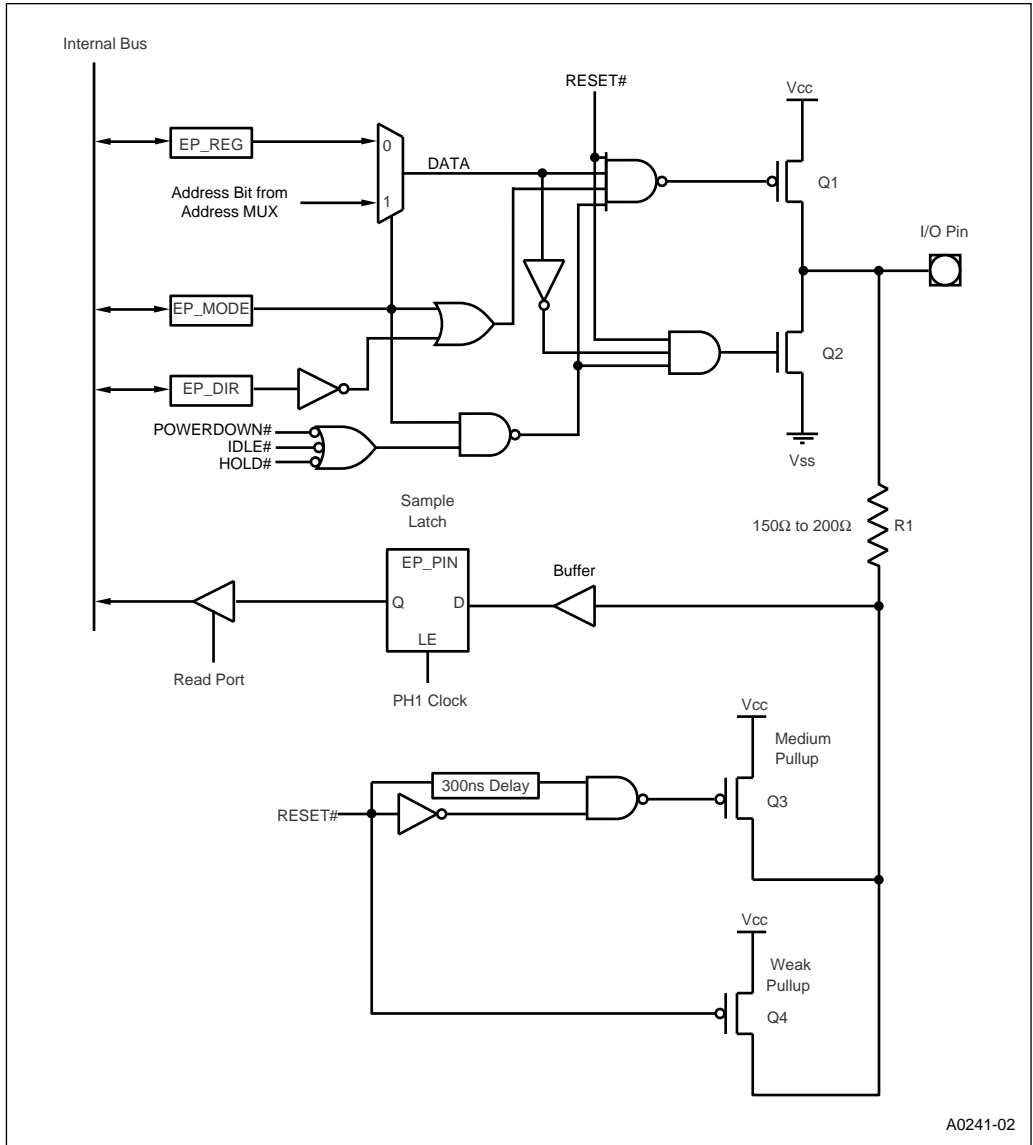 Internal Bus
RESET#
Vcc
EP_REG
0
DATA
Q1
Address Bit from
Address MUX
1
I/O Pin
EP_MODE
Q2
EP_DIR
POWERDOWN#
IDLE#
HOLD#
Vss
Sample
Latch
150Ω to 200Ω
R1
EP_PIN
Buffer
Q
D
LE
Read Port
PH1 Clock
Vcc
Medium
Pullup
300ns Delay
Q3
RESET#
Vcc
Weak
Pullup
Q4
A0241-02